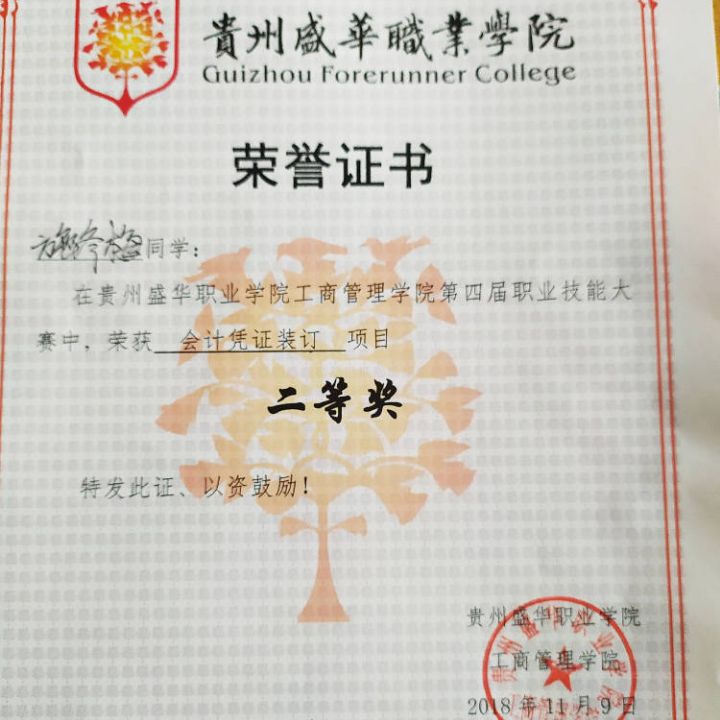 貴州盛華職業學院
Guizhou Forerunner College
荣誉证书
同学：
在贵州盛华职业学院工商管理学院第四届职业技能大
赛中，荣获 会计凭证装订 项目
二等奖
特发此证、以资鼓励！
贵州盛华职业学院
工商管理学院
2018年11月9日